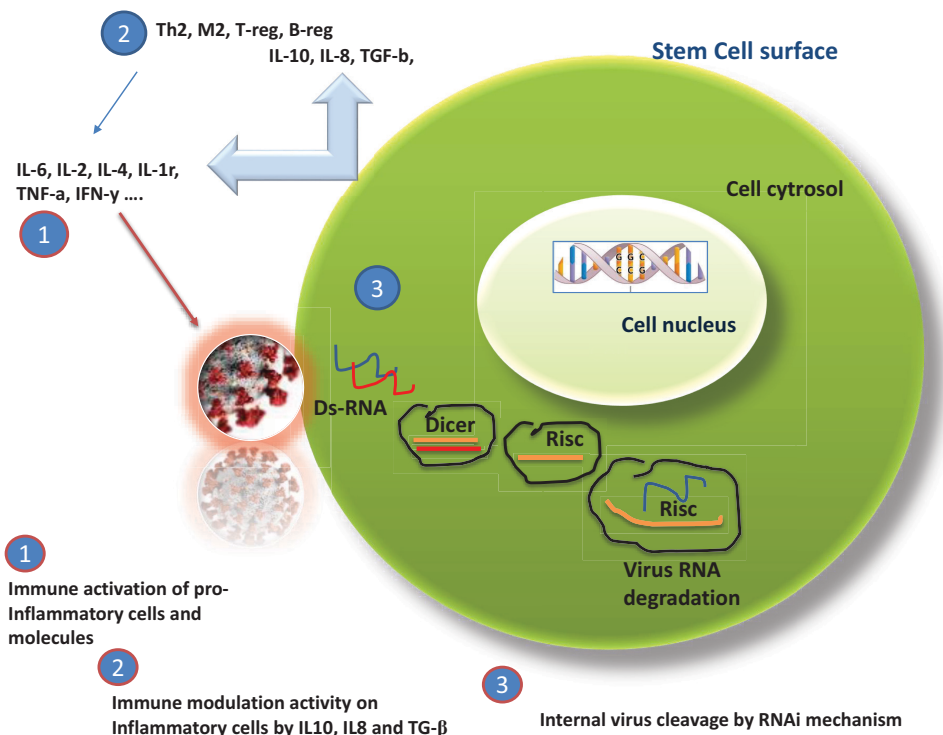 2
Th2, M2, T-reg, B-reg
IL-10, IL-8, TGF-b,
Stem Cell surface
IL-6, IL-2, IL-4, IL-1r,
TNF-a, IFN-y ....
1
Cell cytrosol
G G C
C C G
Cell nucleus
3
Ds-RNA
Dicer
Risc
Risc
Virus RNA
degradation
1
Immune activation of pro-
Inflammatory cells and
molecules
2
Immune modulation activity on
Inflammatory cells by IL10, IL8 and TG-β
3
Internal virus cleavage by RNAi mechanism